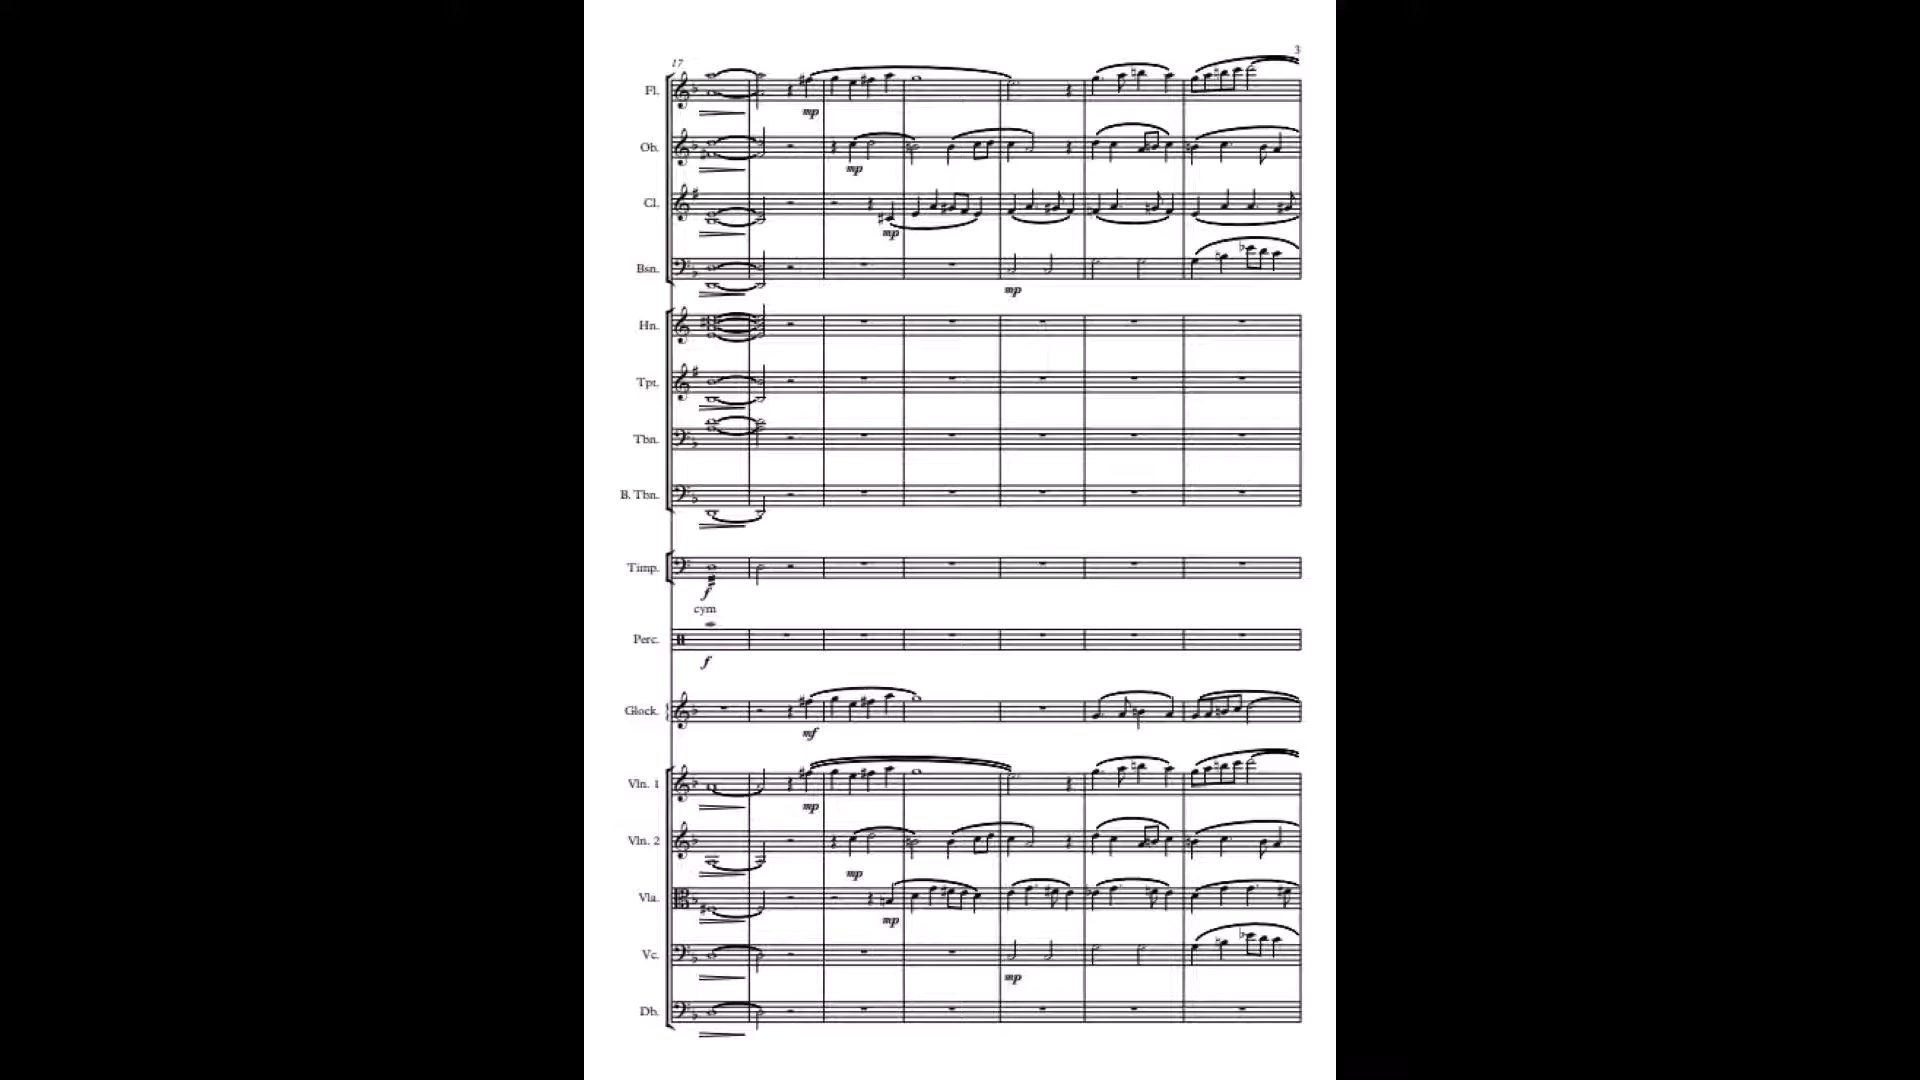 3
17
Fl.
mp
Ob.
mp
Cl.
mp
Bsn.
mp
Hn.
Tpt.
Tbn.
B. Tbn.
Timp.
f
cym
Perc.
f
Glock.
mf
Vln. 1
mp
Vln. 2
mp
Vla.
mp
Vc.
mp
Db.